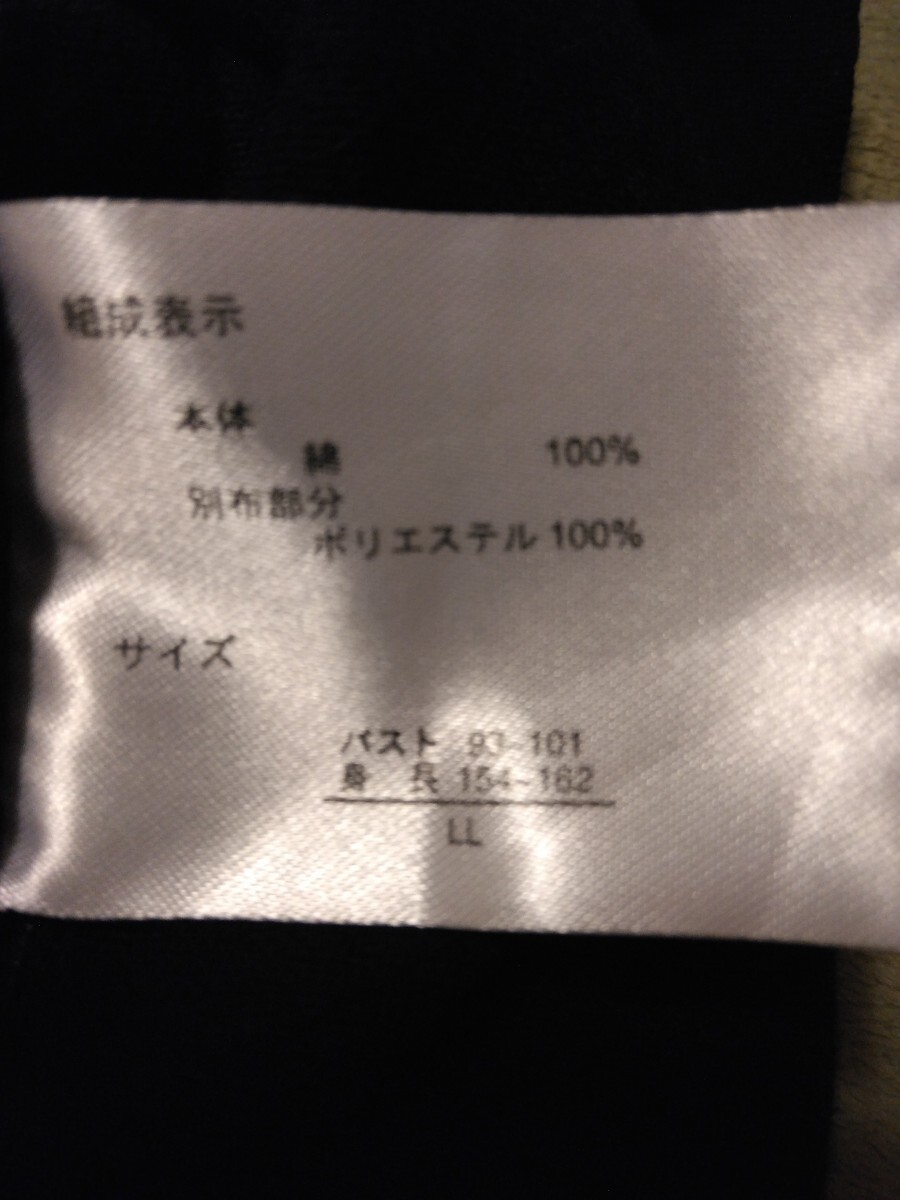 組成表示
本体
綿 100%
別布部分
ポリエステル 100%
サイズ
バスト 93-101
身 長 154~162
LL